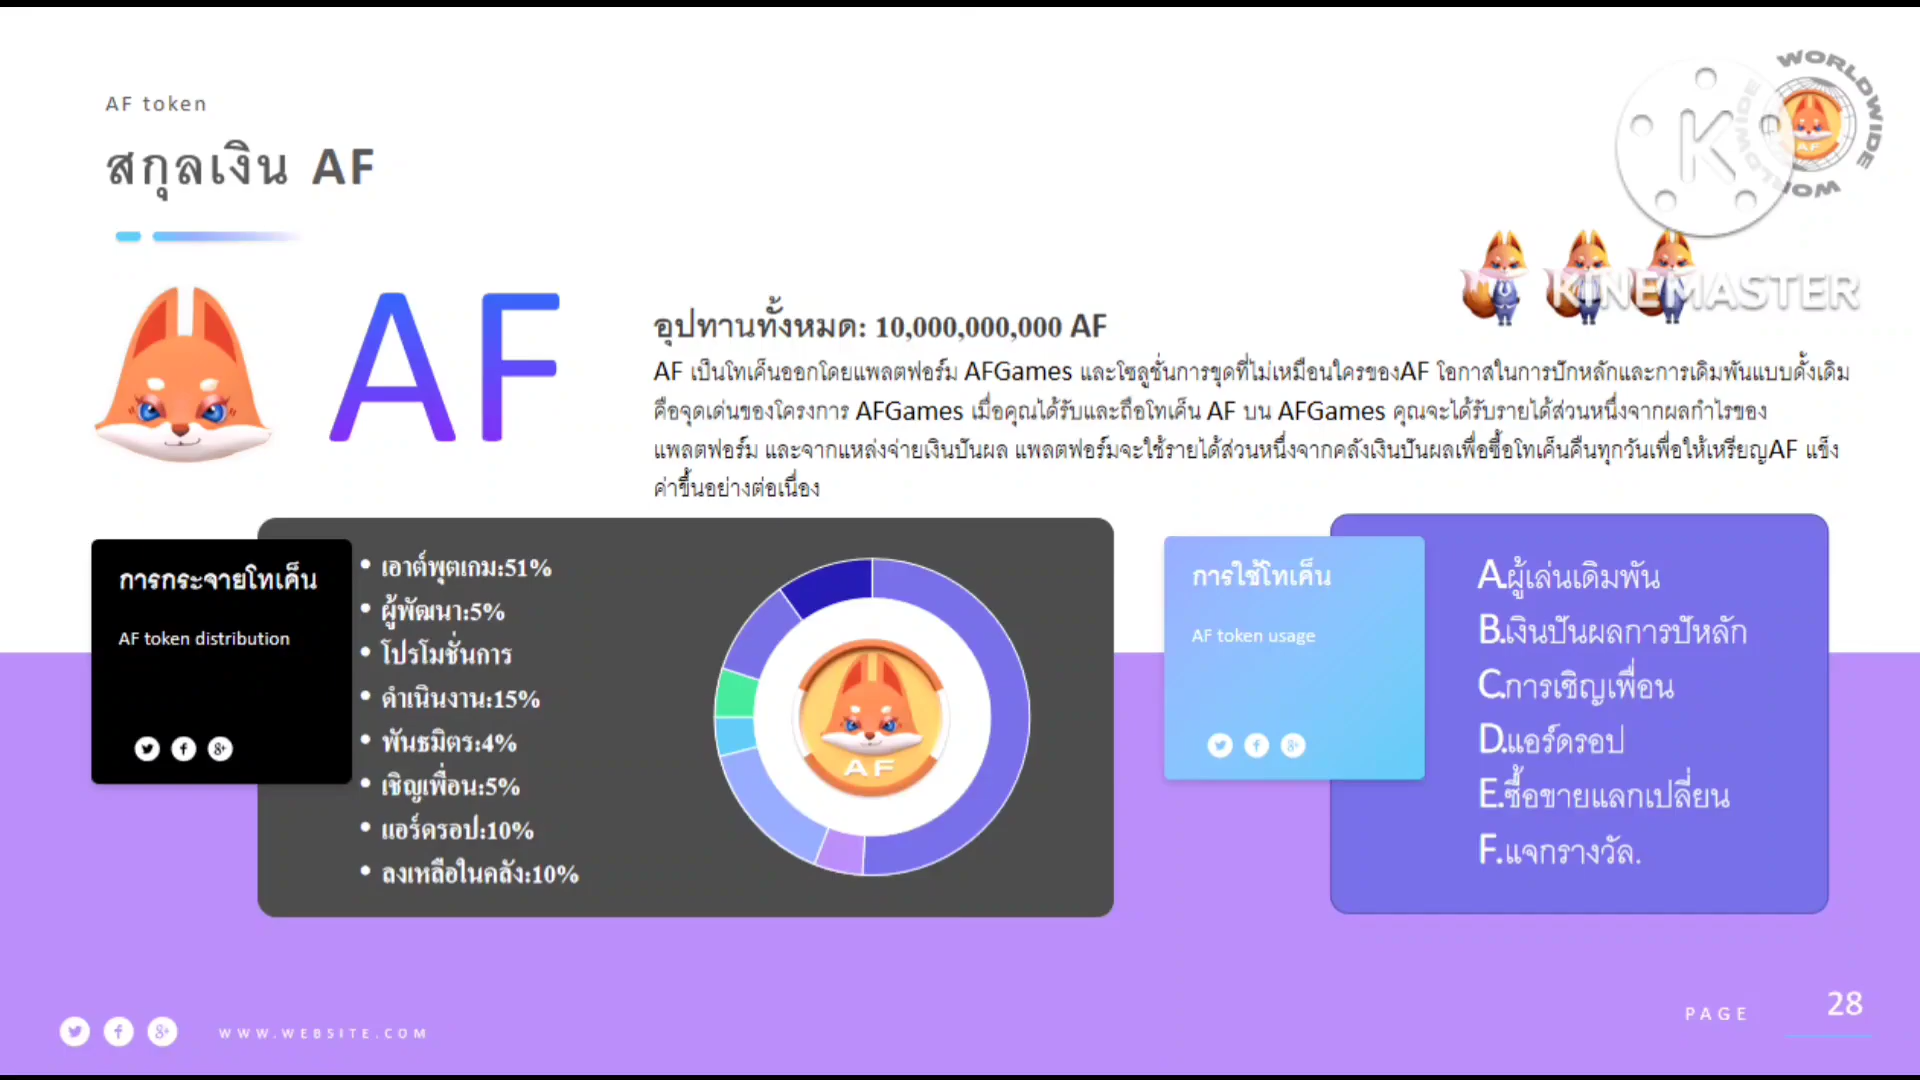 AF token
สกุลเงิน AF
WORLDWIDE
WORLDWIDE
AF
K
KINEMASTER
AF
อุปทานทั้งหมด: 10,000,000,000 AF
AF เป็นโทเค็นออกโดยแพลตฟอร์ม AFGames และโซลูชั่นการขุดที่ไม่เหมือนใครของAF โอกาสในการปักหลักและการเดิมพันแบบดั้งเดิม
คือจุดเด่นของโครงการ AFGames เมื่อคุณได้รับและถือโทเค็น AF บน AFGames คุณจะได้รับรายได้ส่วนหนึ่งจากผลกำไรของ
แพลตฟอร์ม และจากแหล่งจ่ายเงินปันผล แพลตฟอร์มจะใช้รายได้ส่วนหนึ่งจากคลังเงินปันผลเพื่อซื้อโทเค็นคืนทุกวันเพื่อให้เหรียญAF แข็ง
ค่าขึ้นอย่างต่อเนื่อง
การกระจายโทเค็น
AF token distribution
• เอาต์พุตเกม:51%
• ผู้พัฒนา:5%
• โปรโมชั่นการ
• ดำเนินงาน:15%
• พันธมิตร:4%
• เชิญเพื่อน:5%
• แอร์ดรอป:10%
• ลงเหลือในคลัง:10%
AF
การใช้โทเค็น
AF token usage
A.ผู้เล่นเดิมพัน
B.เงินปันผลการปัหลัก
C.การเชิญเพื่อน
D.แอร์ดรอป
E.ซื้อขายแลกเปลี่ยน
F.แจกรางวัล.
WWW.WEBSITE.COM
PAGE 28